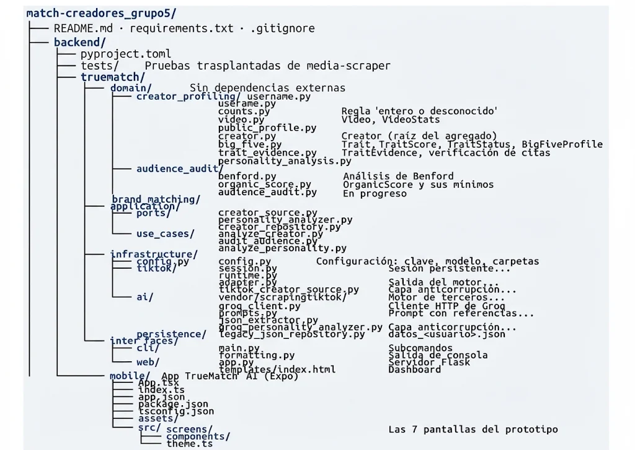 match-creadores_grupo5/
README.md · requirements.txt · .gitignore
backend/
pyproject.toml
tests/ Pruebas trasplantadas de media-scraper
truematch/
domain/ Sin dependencias externas
creator_profiling/ username.py
userame.py
counts.py Regla 'entero o desconocido'
video.py Video, VideoStats
public_profile.py
creator.py Creator (raíz del agregado)
big_five.py Trait, TraitScore, TraitStatus, BigFiveProfile
trait_evidence.py TraitEvidence, verificación de citas
personality_analysis.py
audience_audit/
benford.py Análisis de Benford
organic_score.py OrganicScore y sus mínimos
audience_audit.py En progreso
brand_matching/
application/
ports/ creator_source.py
personality_analyzer.py
creator_repository.py
use_cases/ analyze_creator.py
audit_audience.py
analyze_personality.py
infrastructure/
config.py config.py Configuración: clave, modelo, carpetas
tiktok/ session.py Sesión persistente...
runtime.py
adapter.py Salida del motor...
tiktok_creator_source.py Capa anticorrupción...
ai/ vendor/scrapingtiktok/ Motor de terceros...
groq_client.py Cliente HTTP de Groq
prompts.py Prompt con referencias...
json_extractor.py
groq_personality_analyzer.py Capa anticorrupción...
persistence/ legacy_json_repository.py datos_<usuario>.json
interfaces/
cli/ main.py Subcomandos
formatting.py Salida de consola
web/ app.py Servidor Flask
templates/index.html Dashboard
mobile/ App TrueMatch AI (Expo)
App.tsx
index.ts
app.json
package.json
tsconfig.json
assets/
src/ screens/ Las 7 pantallas del prototipo
components/
theme.ts